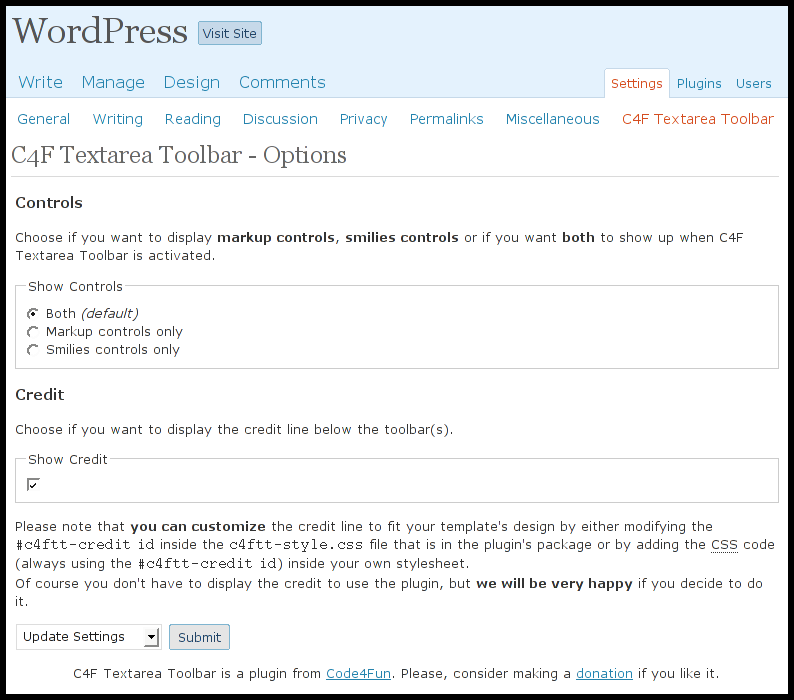 WordPress Visit Site
Write Manage Design Comments Settings Plugins Users
General Writing Reading Discussion Privacy Permalinks Miscellaneous C4F Textarea Toolbar
C4F Textarea Toolbar - Options
Controls
Choose if you want to display markup controls, smilies controls or if you want both to show up when C4F
Textarea Toolbar is activated.
Show Controls
Both (default)
Markup controls only
Smilies controls only
Credit
Choose if you want to display the credit line below the toolbar(s).
Show Credit
Please note that you can customize the credit line to fit your template's design by either modifying the
#c4ftt-credit id inside the c4ftt-style.css file that is in the plugin's package or by adding the CSS code
(always using the #c4ftt-credit id) inside your own stylesheet.
Of course you don't have to display the credit to use the plugin, but we will be very happy if you decide to do
it.
Update Settings Submit
C4F Textarea Toolbar is a plugin from Code4Fun. Please, consider making a donation if you like it.